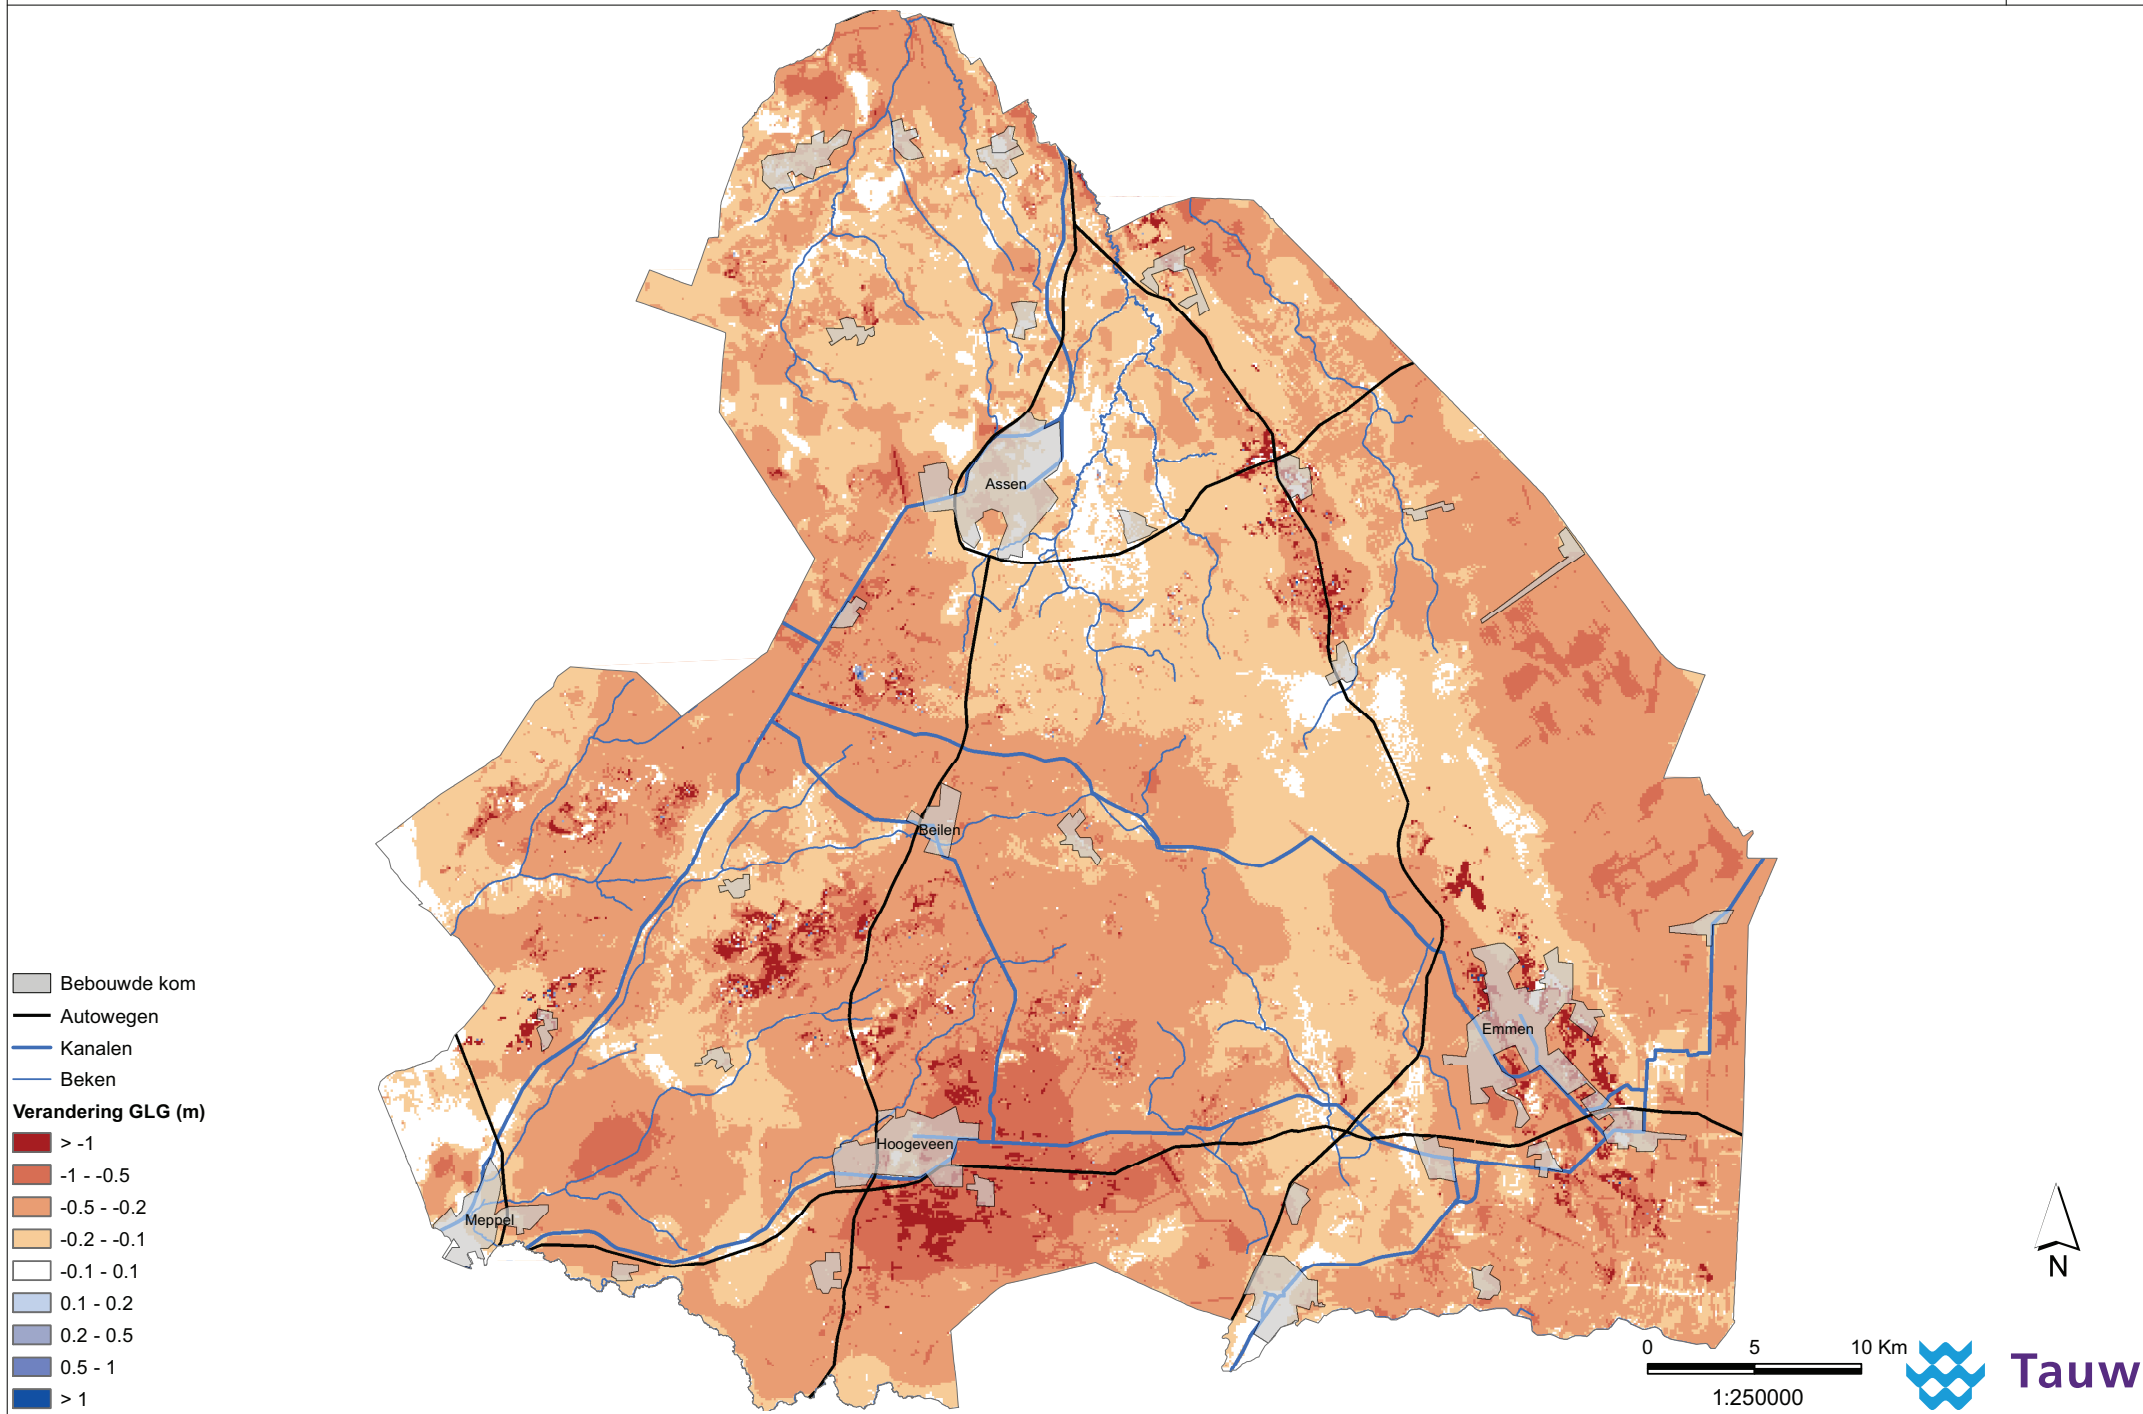 Assen
Beilen
Emmen
Hoogeveen
Meppel
Bebouwde kom
Autowegen
Kanalen
Beken
Verandering GLG (m)
> -1
-1 - -0.5
-0.5 - -0.2
-0.2 - -0.1
-0.1 - 0.1
0.1 - 0.2
0.2 - 0.5
0.5 - 1
> 1
N
0 5 10 Km
1:250000
Tauw